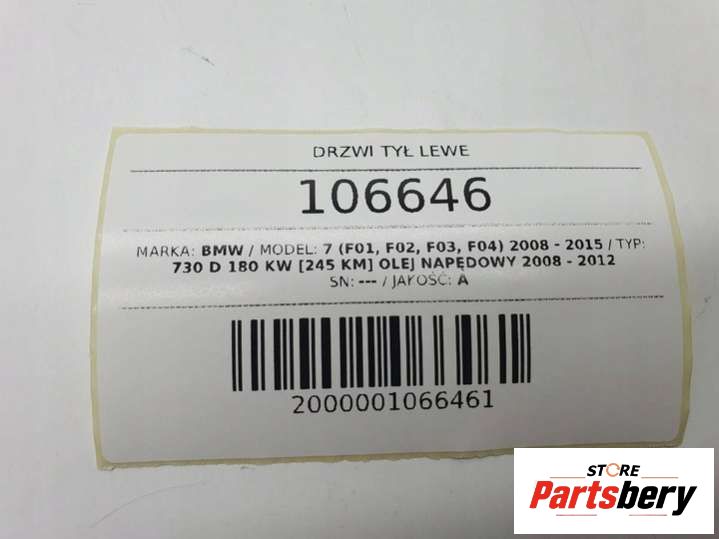 DRZWI TYŁ LEWE
106646
MARKA: BMW / MODEL: 7 (F01, F02, F03, F04) 2008 - 2015 / TYP:
730 D 180 KW [245 KM] OLEJ NAPĘDOWY 2008 - 2012
SN: --- / JAKOŚĆ: A
2000001066461
STORE
Partsbery